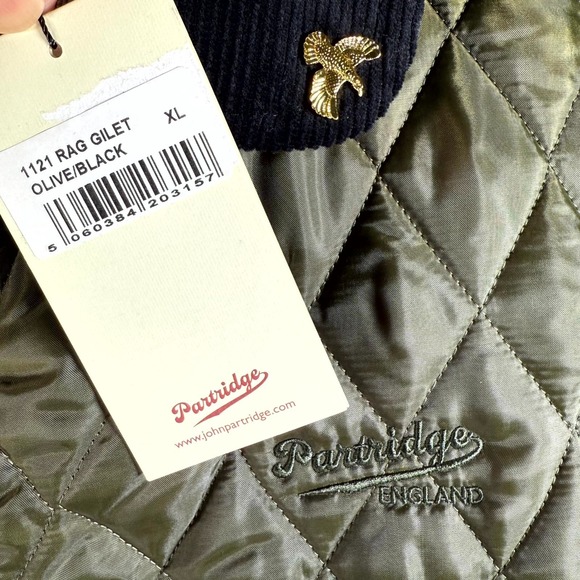 1121 RAG GILET XL
OLIVE/BLACK
5 060384 203157
Partridge
www.johnpartridge.com
Partridge
ENGLAND